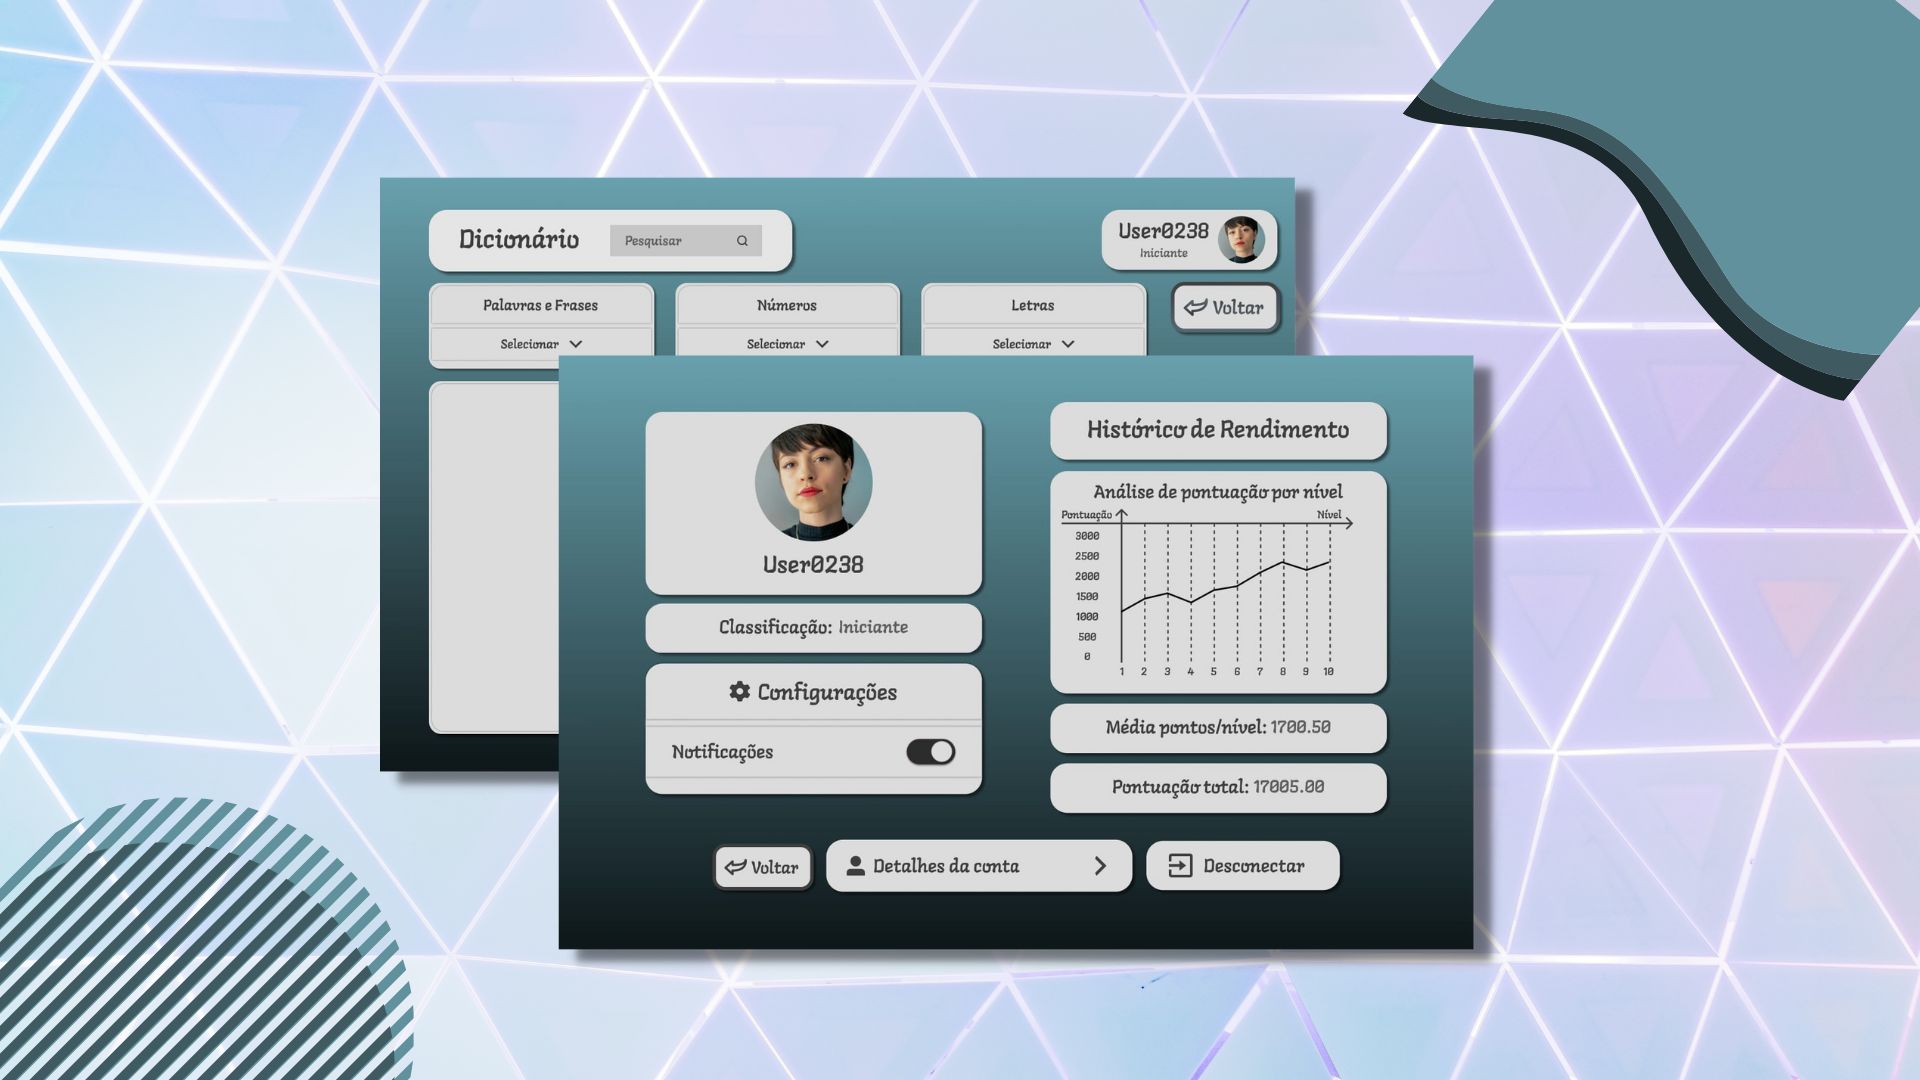 Dicionário
Pesquisar
User0238
Iniciante
Palavras e Frases
Números
Letras
Voltar
Selecionar
Selecionar
Selecionar
User0238
Classificação: Iniciante
Configurações
Notificações
Histórico de Rendimento
Análise de pontuação por nível
Pontuação
Nível
3000
2500
2000
1500
1000
500
0
1 2 3 4 5 6 7 8 9 10
Média pontos/nível: 1700.50
Pontuação total: 17005.00
Voltar
Detalhes da conta
Desconectar